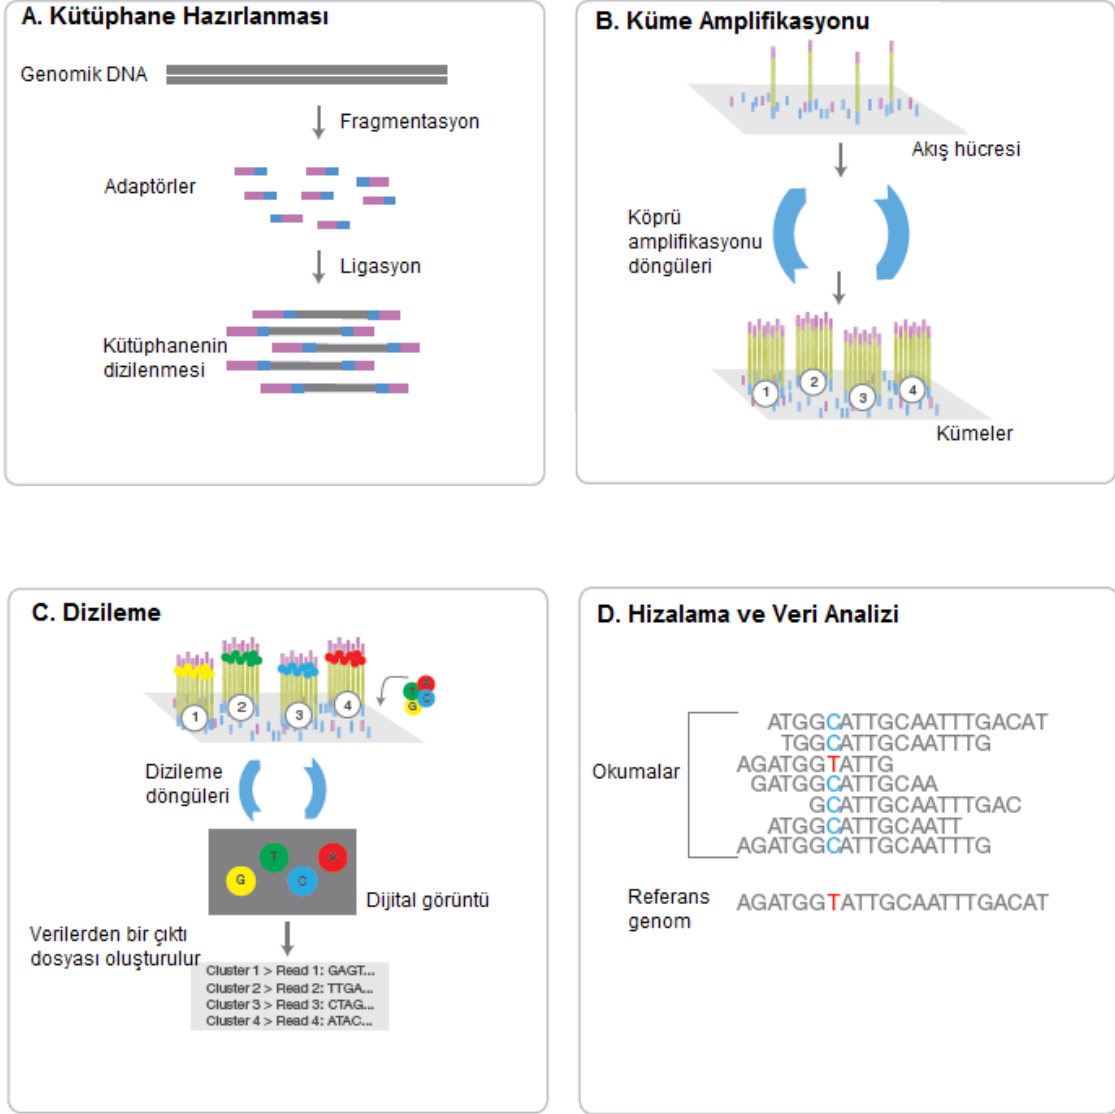 A. Kütüphane Hazırlanması
Genomik DNA
Fragmentasyon
Adaptörler
Ligasyon
Kütüphanenin
dizilenmesi
B. Küme Amplifikasyonu
Akış hücresi
Köprü
amplifikasyonu
döngüleri
1
2
3
4
Kümeler
C. Dizileme
1
2
3
4
T
A
C
G
Dizileme
döngüleri
G
T
C
A
Dijital görüntü
Verilerden bir çıktı
dosyası oluşturulur
Cluster 1 > Read 1: GAGT...
Cluster 2 > Read 2: TTGA...
Cluster 3 > Read 3: CTAG...
Cluster 4 > Read 4: ATAC...
D. Hizalama ve Veri Analizi
Okumalar
ATGGCATTGCAATTTGACAT
TGGCATTGCAATTTG
AGATGGTATTG
GATGGCATTGCAA
GCATTGCAATTTGAC
ATGGCATTGCAATT
AGATGGCATTGCAATTTG
Referans
genom
AGATGGTATTGCAATTTGACAT